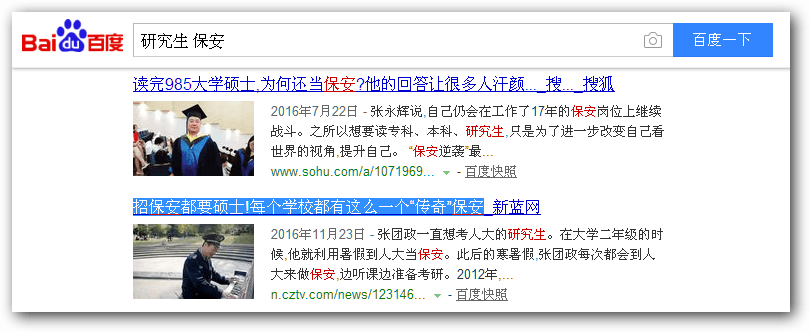 Bai du 百度
研究生 保安
百度一下
读完985大学硕士,为何还当保安?他的回答让很多人汗颜..._搜..._搜狐
2016年7月22日 - 张永辉说,自己仍会在工作了17年的保安岗位上继续
战斗。之所以想要读专科、本科、研究生,只是为了进一步改变自己看
世界的视角,提升自己。 “保安逆袭”最...
www.sohu.com/a/1071969... - 百度快照
招保安都要硕士!每个学校都有这么一个“传奇”保安_新蓝网
2016年11月23日 - 张团政一直想考人大的研究生。在大学二年级的时
候,他就利用暑假到人大当保安。此后的寒暑假,张团政每次都会到人
大来做保安,边听课边准备考研。2012年,...
n.cztv.com/news/123146... - 百度快照